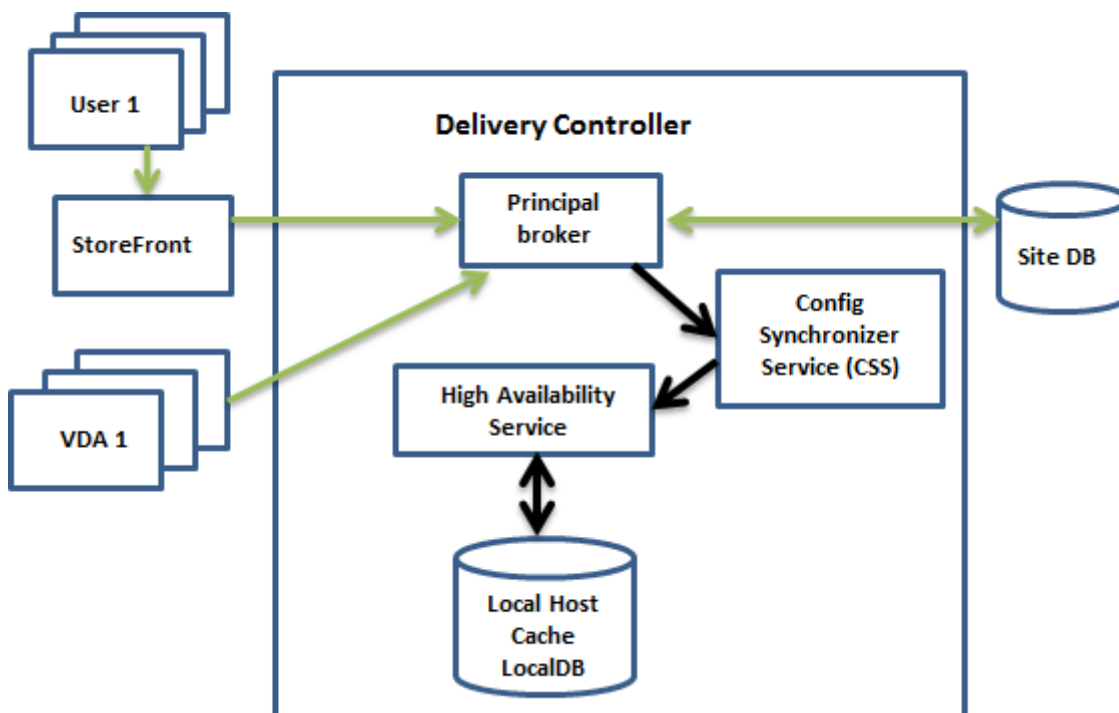 User 1
StoreFront
VDA 1
Delivery Controller
Principal
broker
Config
Synchronizer
Service (CSS)
High Availability
Service
Local Host
Cache
LocalDB
Site DB